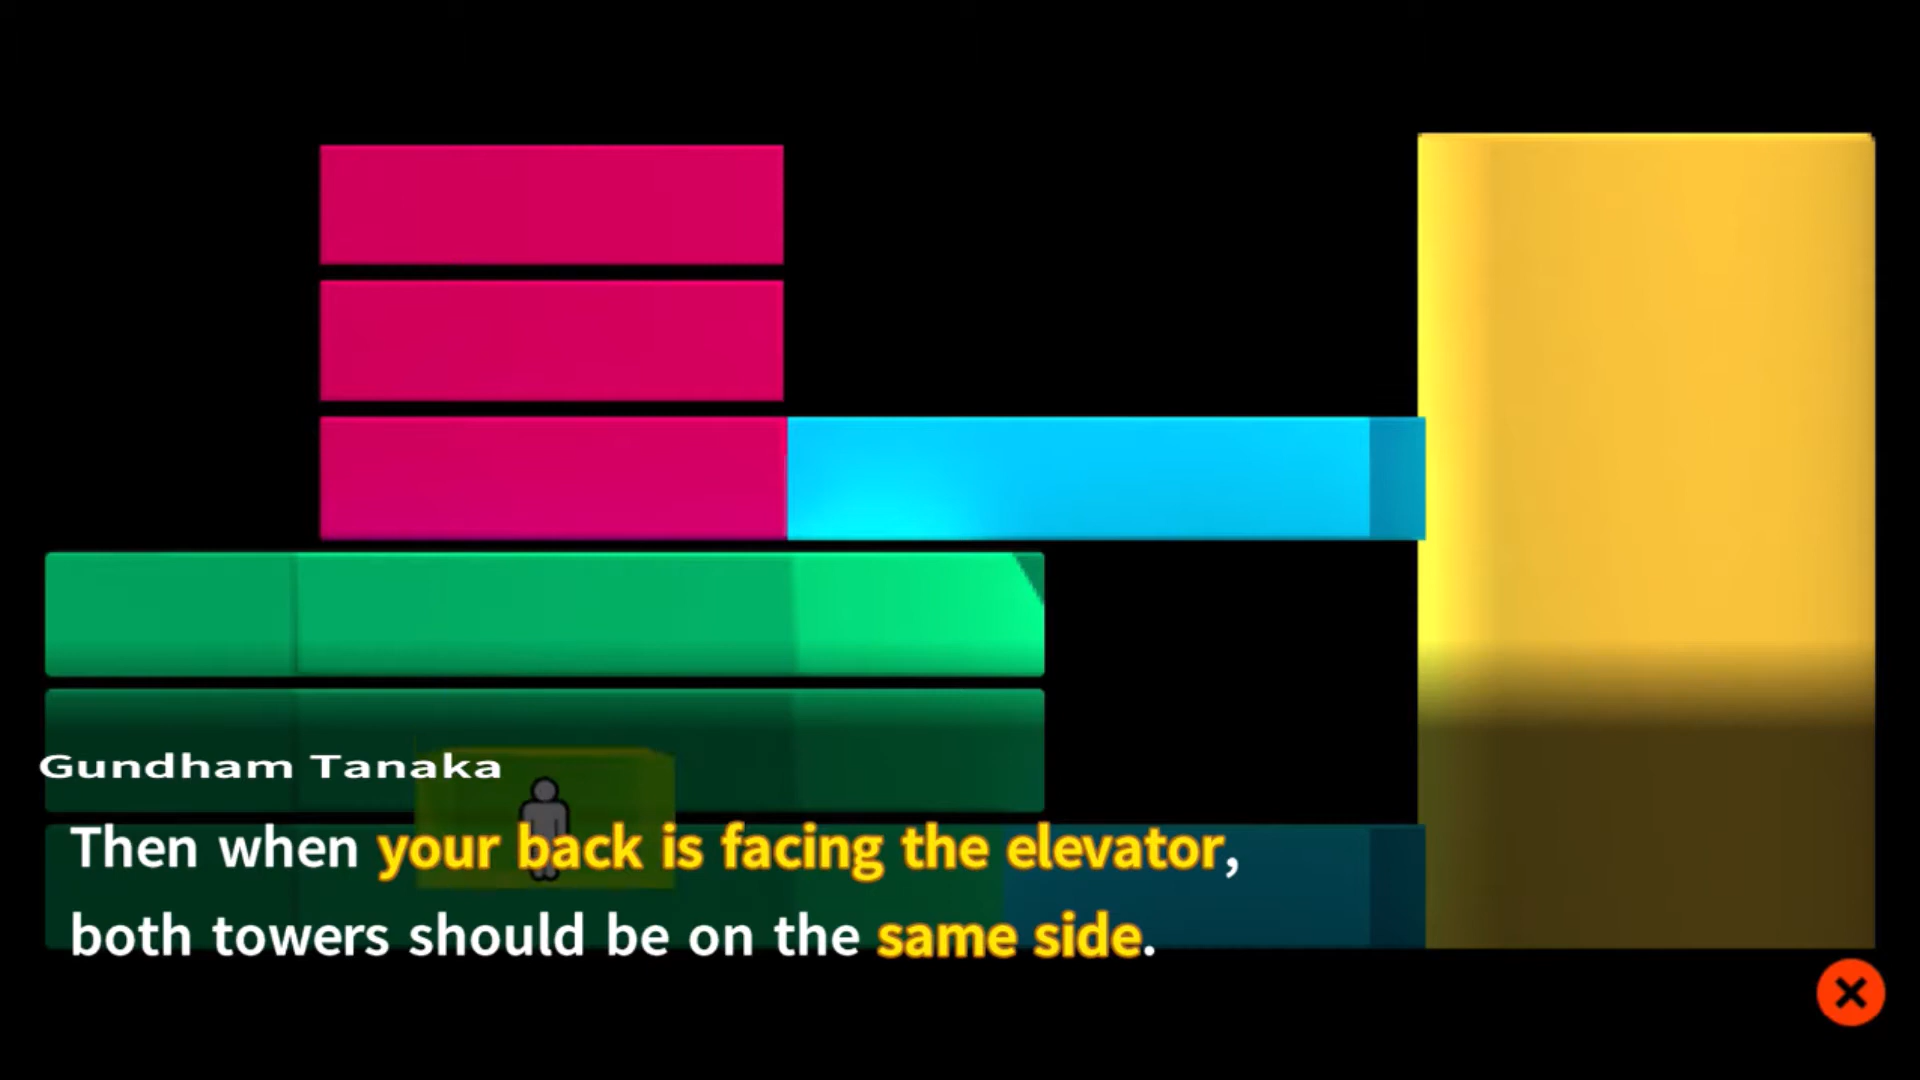 Gundham Tanaka
Then when your back is facing the elevator,
both towers should be on the same side.